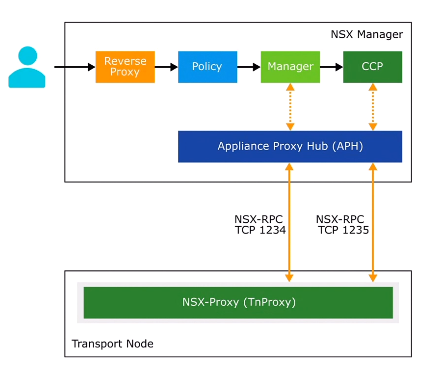 NSX Manager
Reverse
Proxy
Policy
Manager
CCP
Appliance Proxy Hub (APH)
NSX-RPC
TCP 1234
NSX-RPC
TCP 1235
NSX-Proxy (TnProxy)
Transport Node